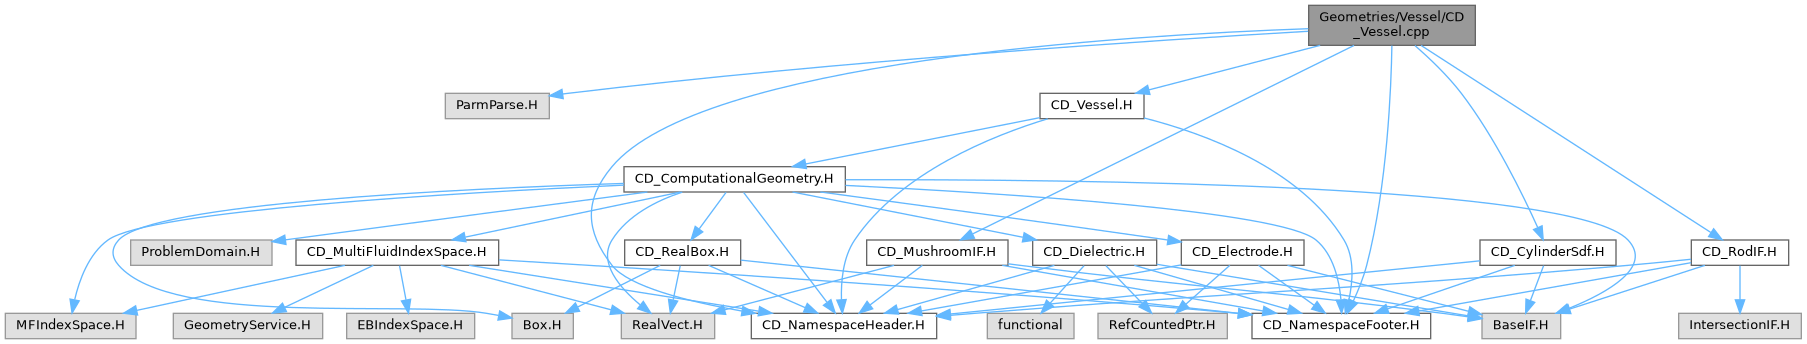 Geometries/Vessel/CD
_Vessel.cpp
ParmParse.H
CD_Vessel.H
CD_ComputationalGeometry.H
ProblemDomain.H
CD_MultiFluidIndexSpace.H
CD_RealBox.H
CD_MushroomIF.H
CD_Dielectric.H
CD_Electrode.H
CD_CylinderSdf.H
CD_RodIF.H
MFIndexSpace.H
GeometryService.H
EBIndexSpace.H
Box.H
RealVect.H
CD_NamespaceHeader.H
functional
RefCountedPtr.H
CD_NamespaceFooter.H
BaseIF.H
IntersectionIF.H